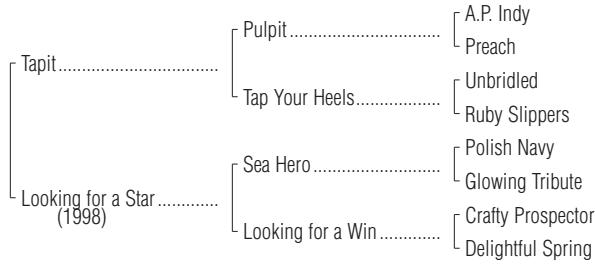 A.P. Indy
Pulpit
Preach
Tapit
Unbridled
Tap Your Heels
Ruby Slippers
Polish Navy
Sea Hero
Glowing Tribute
Looking for a Star
(1998)
Crafty Prospector
Looking for a Win
Delightful Spring